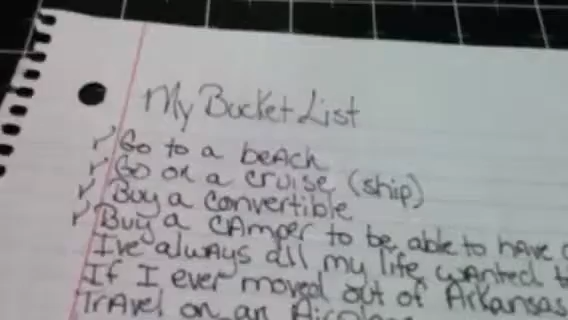 My Bucket List
✓ Go to a beach
✓ Go on a cruise (ship)
✓ Buy a convertible
✓ Buy a camper to be able to have
I've always all my life wanted
If I ever moved out of Arkansas
Travel on an